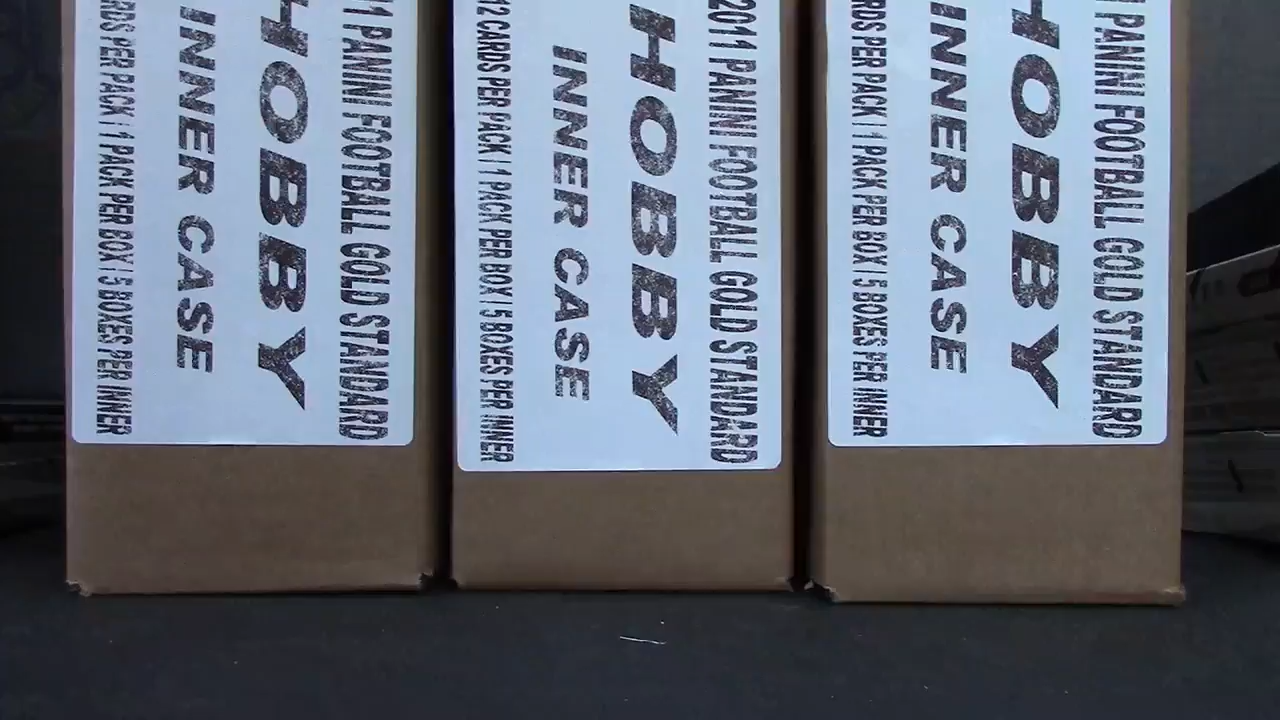 11 PANINI FOOTBALL GOLD STANDARD
HOBBY
INNER CASE
RDS PER PACK | 1 PACK PER BOX | 5 BOXES PER INNER
2011 PANINI FOOTBALL GOLD STANDARD
HOBBY
INNER CASE
12 CARDS PER PACK | 1 PACK PER BOX | 5 BOXES PER INNER
PANINI FOOTBALL GOLD STANDARD
HOBBY
INNER CASE
RDS PER PACK | 1 PACK PER BOX | 5 BOXES PER INNER